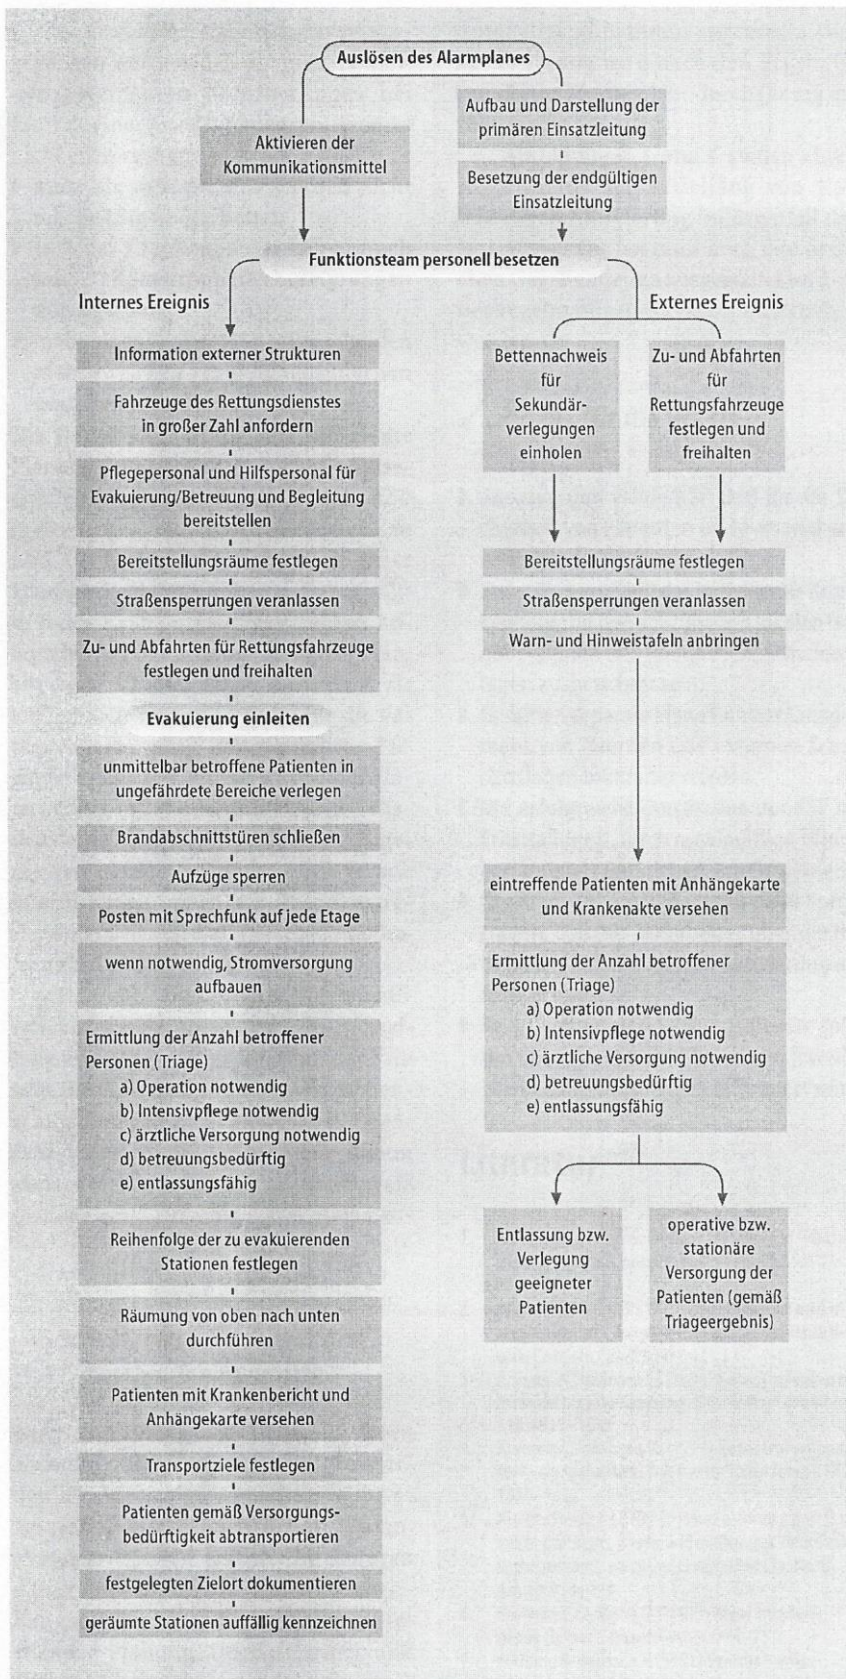 Auslösen des Alarmplanes
Aktivieren der
Kommunikationsmittel
Aufbau und Darstellung der
primären Einsatzleitung
Besetzung der endgültigen
Einsatzleitung
Funktionsteam personell besetzen
Internes Ereignis
Information externer Strukturen
Fahrzeuge des Rettungsdienstes
in großer Zahl anfordern
Pflegepersonal und Hilfspersonal für
Evakuierung/Betreuung und Begleitung
bereitstellen
Bereitstellungsräume festlegen
Straßensperrungen veranlassen
Zu- und Abfahrten für Rettungsfahrzeuge
festlegen und freihalten
Evakuierung einleiten
unmittelbar betroffene Patienten in
ungefährdete Bereiche verlegen
Brandabschnittstüren schließen
Aufzüge sperren
Posten mit Sprechfunk auf jede Etage
wenn notwendig, Stromversorgung
aufbauen
Ermittlung der Anzahl betroffener
Personen (Triage)
a) Operation notwendig
b) Intensivpflege notwendig
c) ärztliche Versorgung notwendig
d) betreuungsbedürftig
e) entlassungsfähig
Reihenfolge der zu evakuierenden
Stationen festlegen
Räumung von oben nach unten
durchführen
Patienten mit Krankenbericht und
Anhängekarte versehen
Transportziele festlegen
Patienten gemäß Versorgungs-
bedürftigkeit abtransportieren
festgelegten Zielort dokumentieren
geräumte Stationen auffällig kennzeichnen
Externes Ereignis
Bettennachweis
für
Sekundär-
verlegungen
einholen
Zu- und Abfahrten
für
Rettungsfahrzeuge
festlegen und
freihalten
Bereitstellungsräume festlegen
Straßensperrungen veranlassen
Warn- und Hinweistafeln anbringen
eintreffende Patienten mit Anhängekarte
und Krankenakte versehen
Ermittlung der Anzahl betroffener
Personen (Triage)
a) Operation notwendig
b) Intensivpflege notwendig
c) ärztliche Versorgung notwendig
d) betreuungsbedürftig
e) entlassungsfähig
Entlassung bzw.
Verlegung
geeigneter
Patienten
operative bzw.
stationäre
Versorgung der
Patienten (gemäß
Triageergebnis)